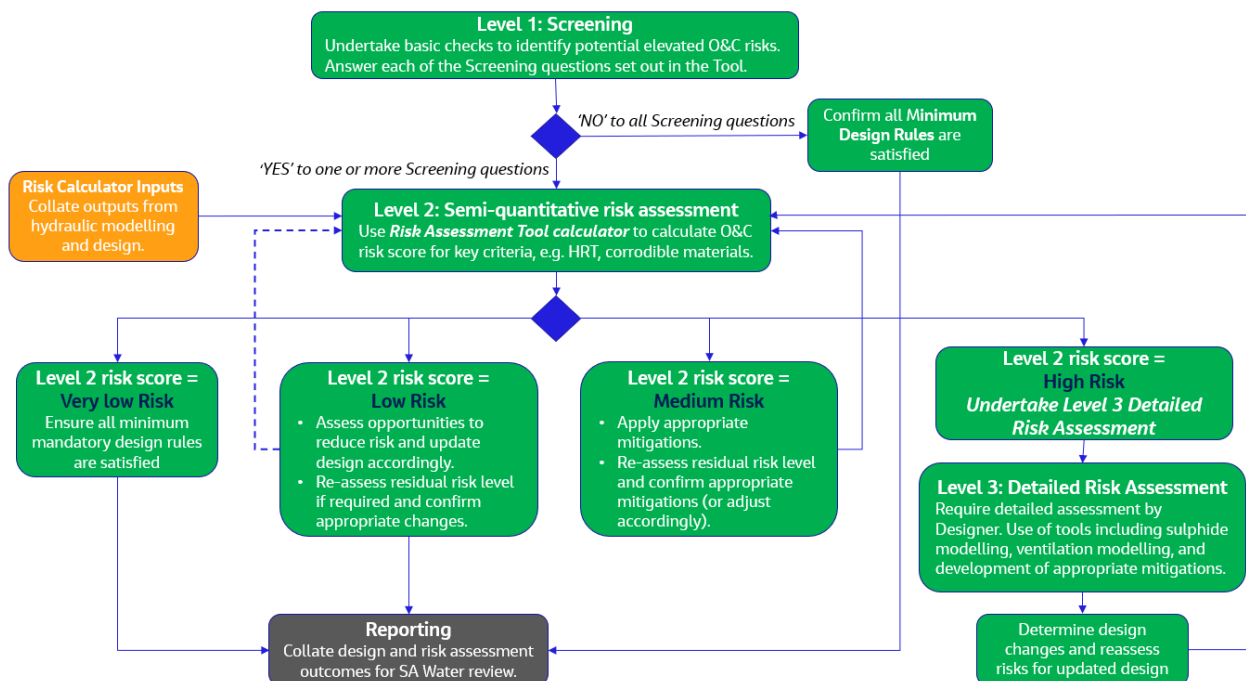 Level 1: Screening
Undertake basic checks to identify potential elevated O&C risks.
Answer each of the Screening questions set out in the Tool.
'NO' to all Screening questions
Confirm all Minimum
Design Rules are
satisfied
'YES' to one or more Screening questions
Risk Calculator Inputs
Collate outputs from
hydraulic modelling
and design.
Level 2: Semi-quantitative risk assessment
Use Risk Assessment Tool calculator to calculate O&C
risk score for key criteria, e.g. HRT, corrodible materials.
Level 2 risk score =
Very low Risk
Ensure all minimum
mandatory design rules
are satisfied
Level 2 risk score =
Low Risk
• Assess opportunities to
reduce risk and update
design accordingly.
• Re-assess residual risk level
if required and confirm
appropriate changes.
Level 2 risk score =
Medium Risk
• Apply appropriate
mitigations.
• Re-assess residual risk level
and confirm appropriate
mitigations (or adjust
accordingly).
Level 2 risk score =
High Risk
Undertake Level 3 Detailed
Risk Assessment
Level 3: Detailed Risk Assessment
Require detailed assessment by
Designer. Use of tools including sulphide
modelling, ventilation modelling, and
development of appropriate mitigations.
Reporting
Collate design and risk assessment
outcomes for SA Water review.
Determine design
changes and reassess
risks for updated design